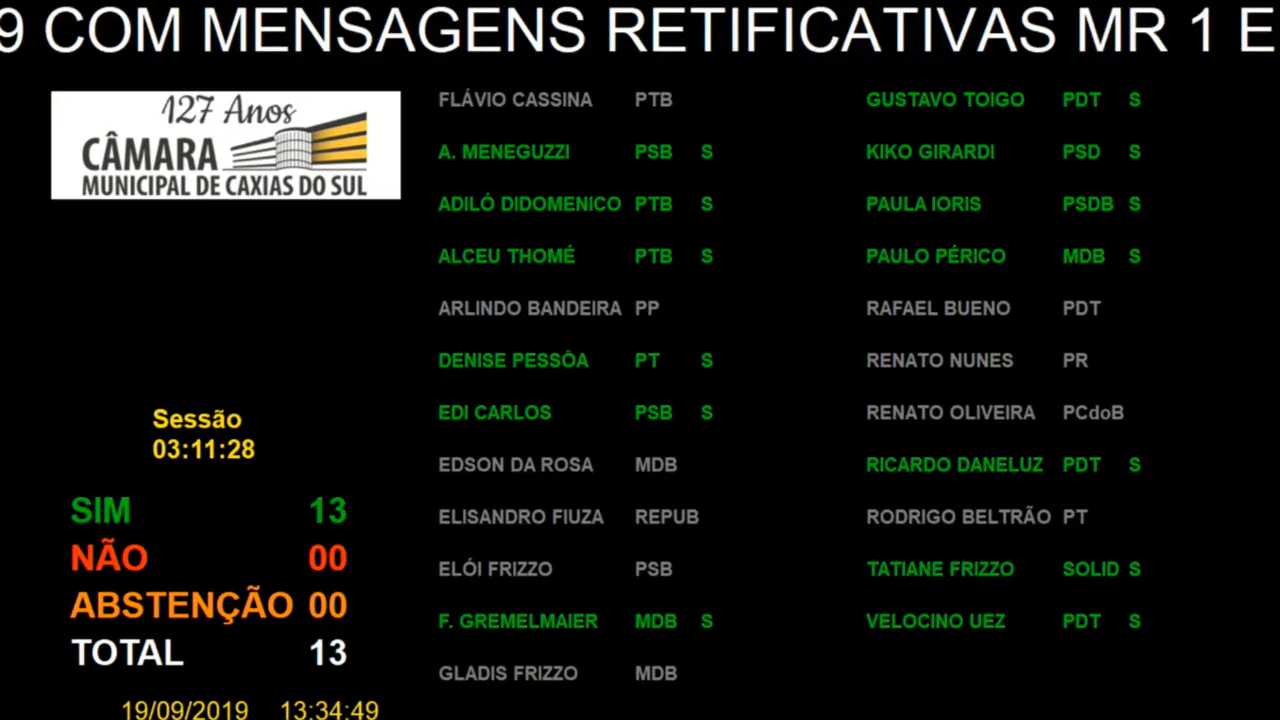 9 COM MENSAGENS RETIFICATIVAS MR 1 E
127 Anos
CÂMARA
MUNICIPAL DE CAXIAS DO SUL
Sessão
03:11:28
SIM 13
NÃO 00
ABSTENÇÃO 00
TOTAL 13
19/09/2019 13:34:49
FLÁVIO CASSINA PTB
A. MENEGUZZI PSB S
ADILÓ DIDOMENICO PTB S
ALCEU THOMÉ PTB S
ARLINDO BANDEIRA PP
DENISE PESSÔA PT S
EDI CARLOS PSB S
EDSON DA ROSA MDB
ELISANDRO FIUZA REPUB
ELÓI FRIZZO PSB
F. GREMELMAIER MDB S
GLADIS FRIZZO MDB
GUSTAVO TOIGO PDT S
KIKO GIRARDI PSD S
PAULA IORIS PSDB S
PAULO PÉRICO MDB S
RAFAEL BUENO PDT
RENATO NUNES PR
RENATO OLIVEIRA PCdoB
RICARDO DANELUZ PDT S
RODRIGO BELTRÃO PT
TATIANE FRIZZO SOLID S
VELOCINO UEZ PDT S